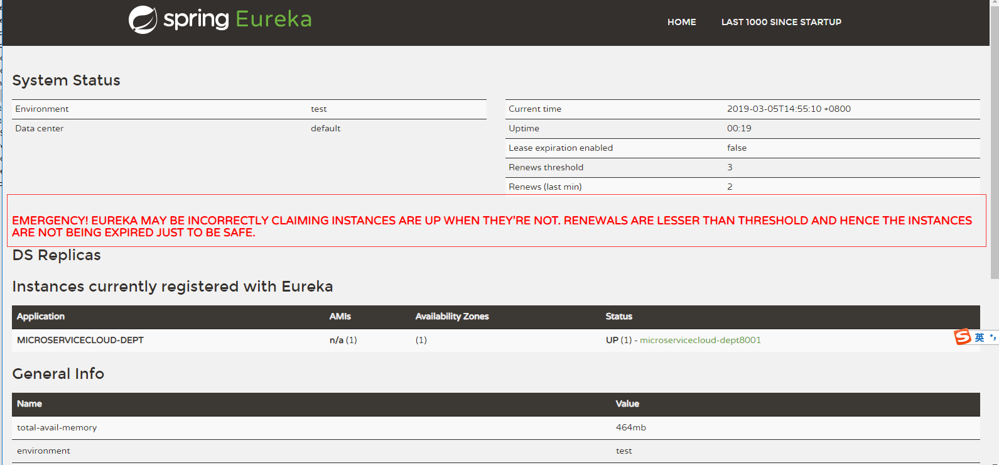 spring Eureka
HOME LAST 1000 SINCE STARTUP
System Status
Environment test
Data center default
Current time 2019-03-05T14:55:10 +0800
Uptime 00:19
Lease expiration enabled false
Renews threshold 3
Renews (last min) 2
EMERGENCY! EUREKA MAY BE INCORRECTLY CLAIMING INSTANCES ARE UP WHEN THEY'RE NOT. RENEWALS ARE LESSER THAN THRESHOLD AND HENCE THE INSTANCES
ARE NOT BEING EXPIRED JUST TO BE SAFE.
DS Replicas
Instances currently registered with Eureka
Application AMIs Availability Zones Status
MICROSERVICECLOUD-DEPT n/a (1) (1) UP (1) - microservicecloud-dept8001
英
General Info
Name Value
total-avail-memory 464mb
environment test